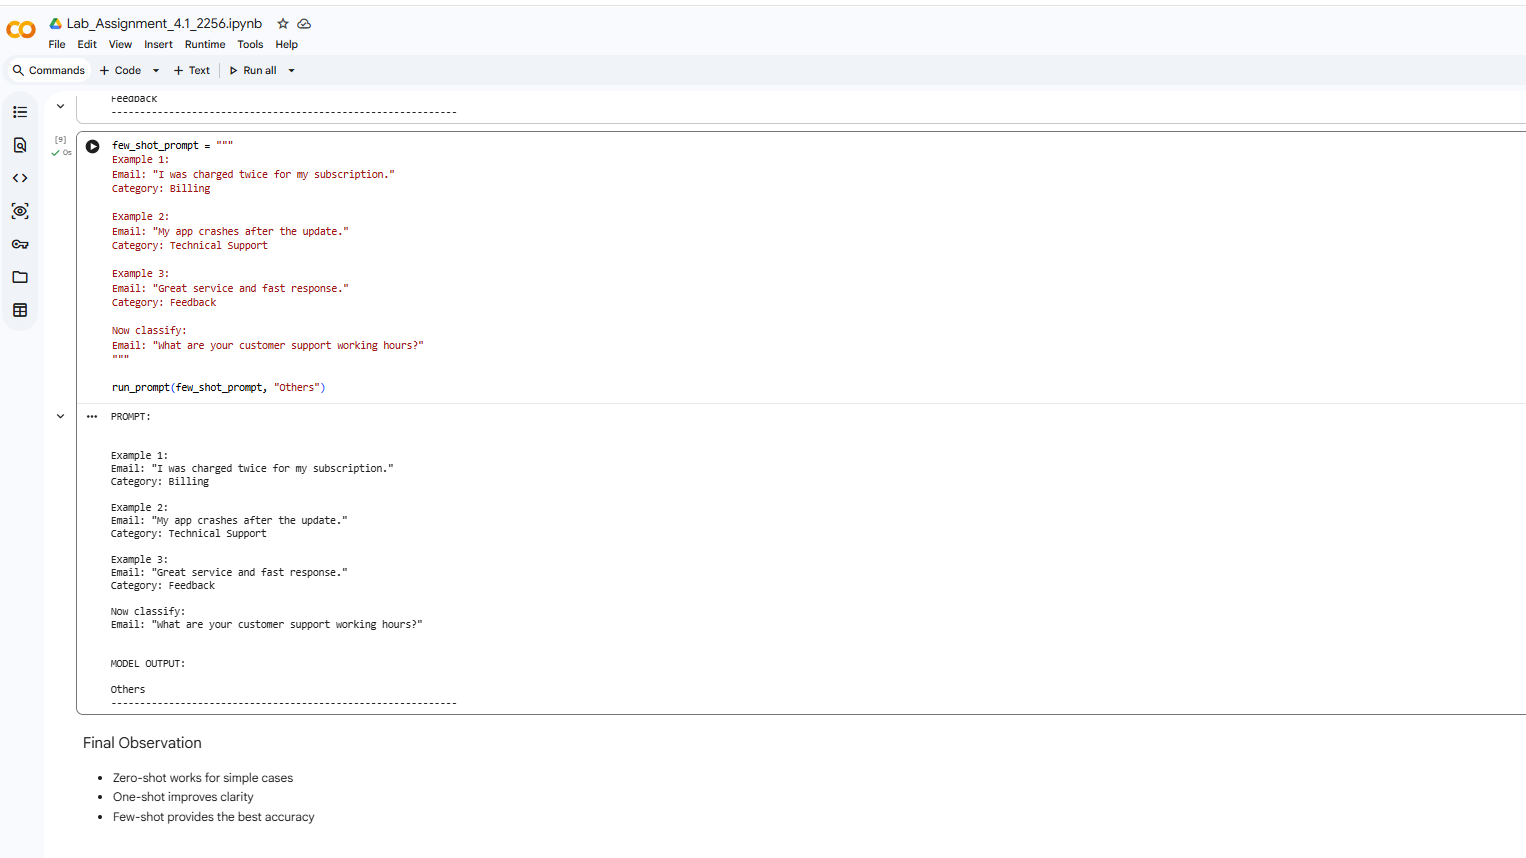 Lab_Assignment_4.1_2256.ipynb
File Edit View Insert Runtime Tools Help
Commands + Code + Text Run all
Feedback
------------------------------------------------------------
[9]
0s
few_shot_prompt = """
Example 1:
Email: "I was charged twice for my subscription."
Category: Billing
Example 2:
Email: "My app crashes after the update."
Category: Technical Support
Example 3:
Email: "Great service and fast response."
Category: Feedback
Now classify:
Email: "What are your customer support working hours?"
"""
run_prompt(few_shot_prompt, "Others")
PROMPT:
Example 1:
Email: "I was charged twice for my subscription."
Category: Billing
Example 2:
Email: "My app crashes after the update."
Category: Technical Support
Example 3:
Email: "Great service and fast response."
Category: Feedback
Now classify:
Email: "What are your customer support working hours?"
MODEL OUTPUT:
Others
------------------------------------------------------------
Final Observation
• Zero-shot works for simple cases
• One-shot improves clarity
• Few-shot provides the best accuracy